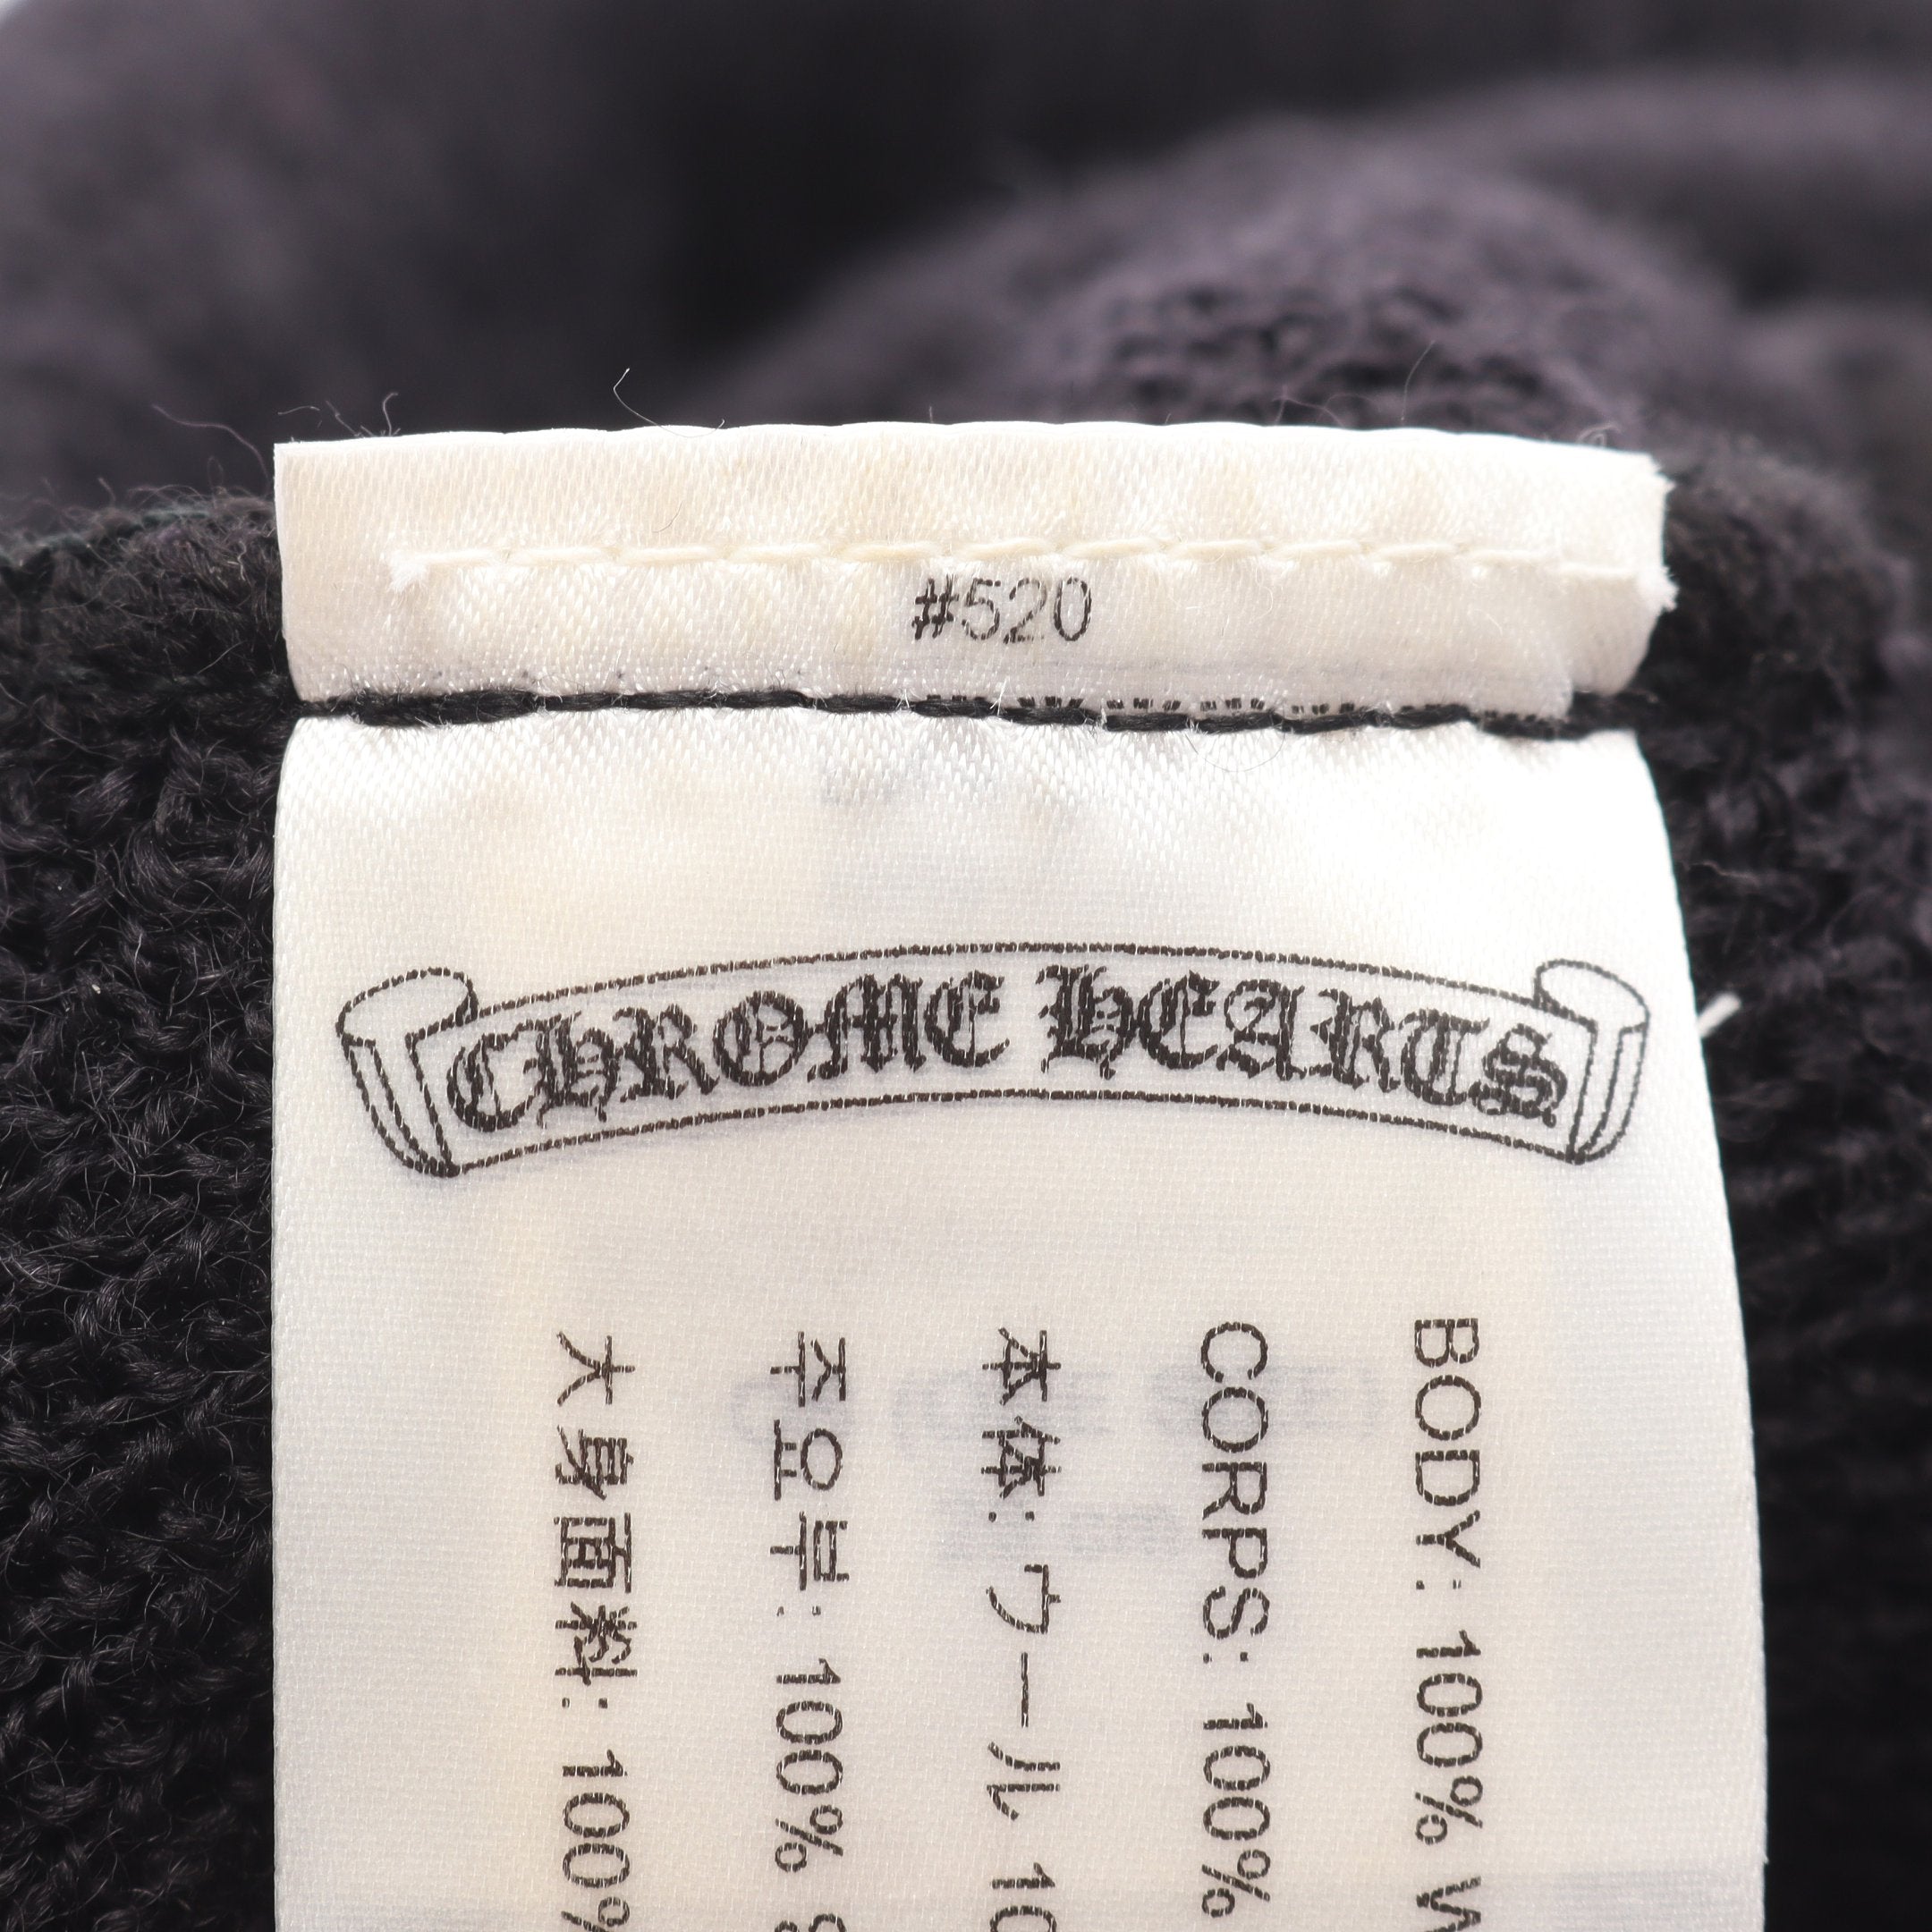 #520
CHROME HEARTS
BODY: 100%
CORPS: 100%
本体: ウール
주요부: 100%
大身面料: 100%